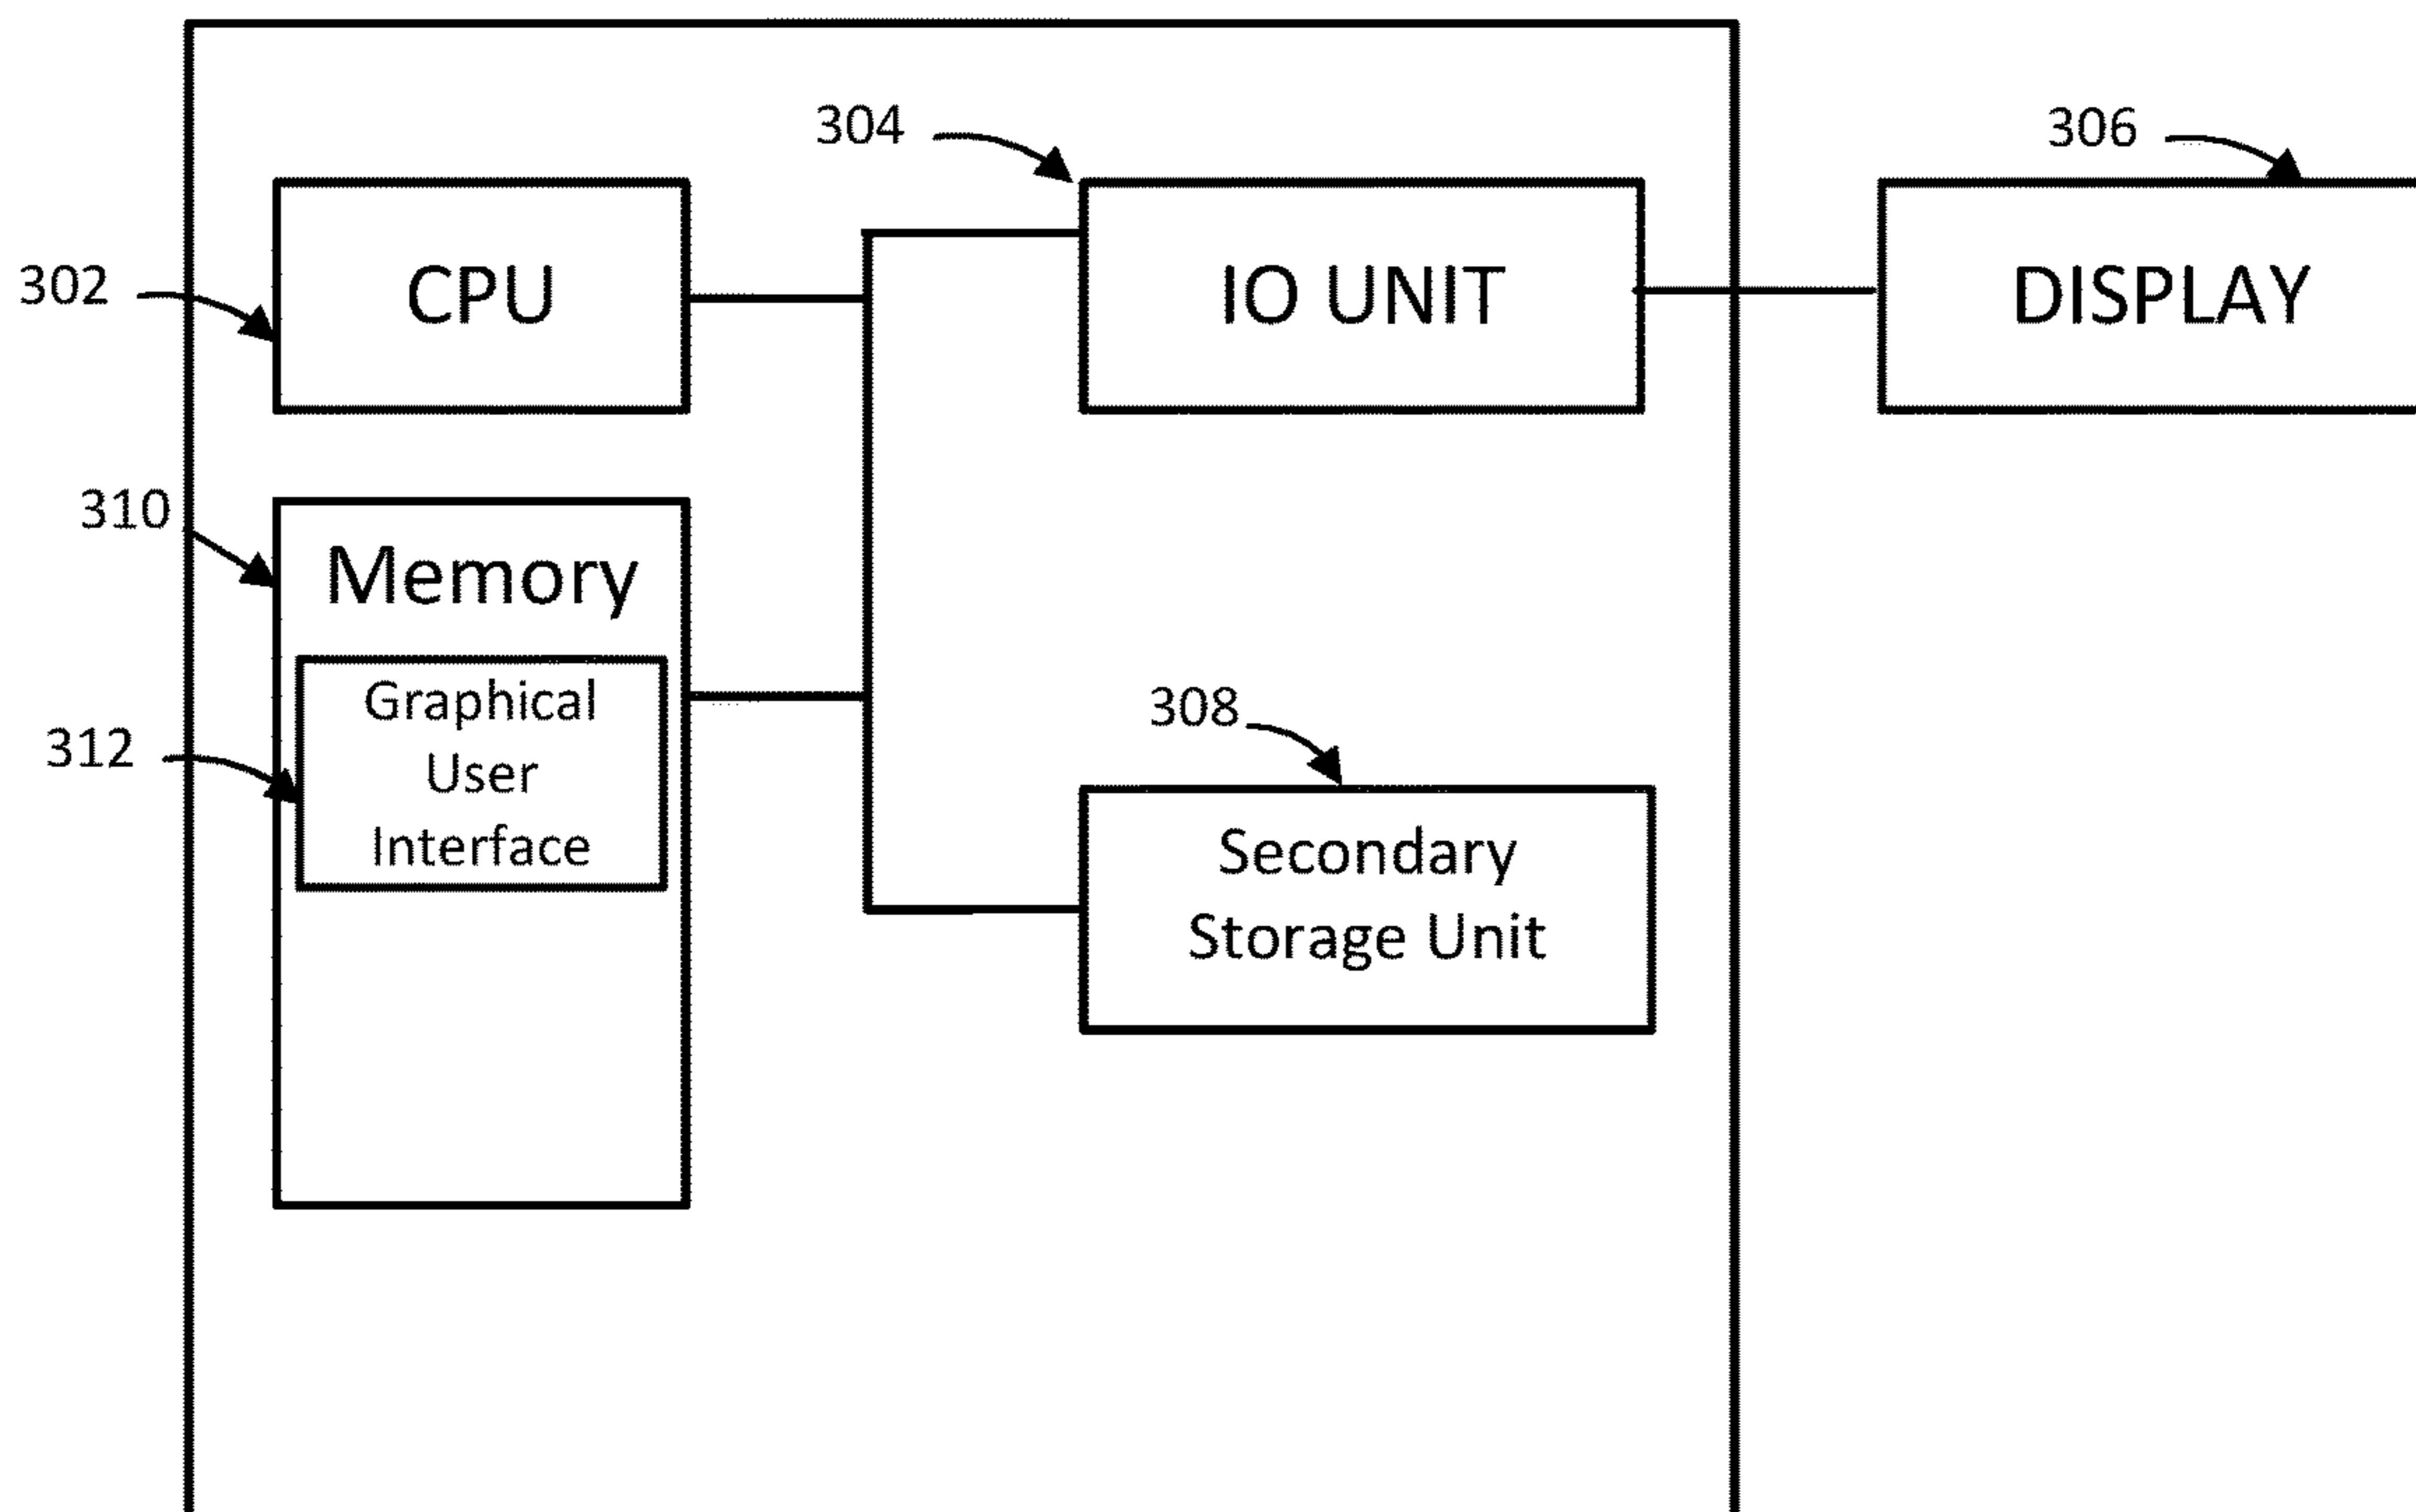 304
306
302
CPU
IO UNIT
DISPLAY
310
Memory
Graphical
User
Interface
312
308
Secondary
Storage Unit